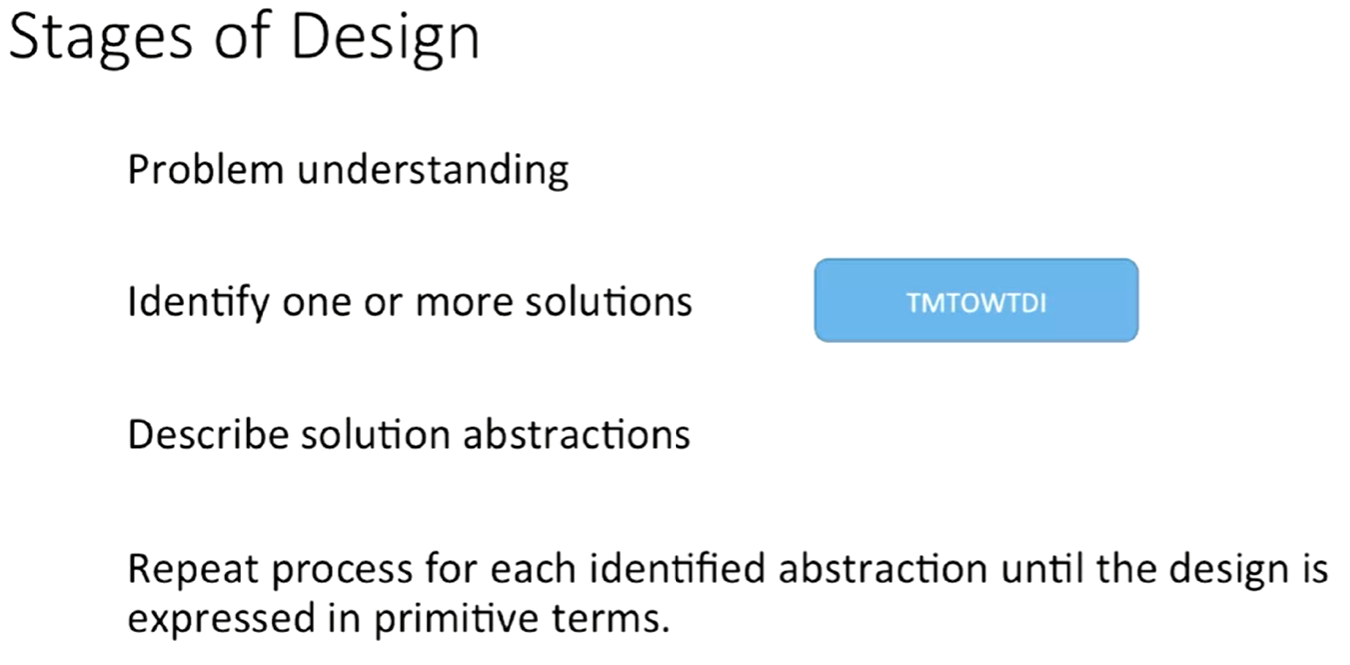 Stages of Design
Problem understanding
Identify one or more solutions
TMTOWTDI
Describe solution abstractions
Repeat process for each identified abstraction until the design is
expressed in primitive terms.